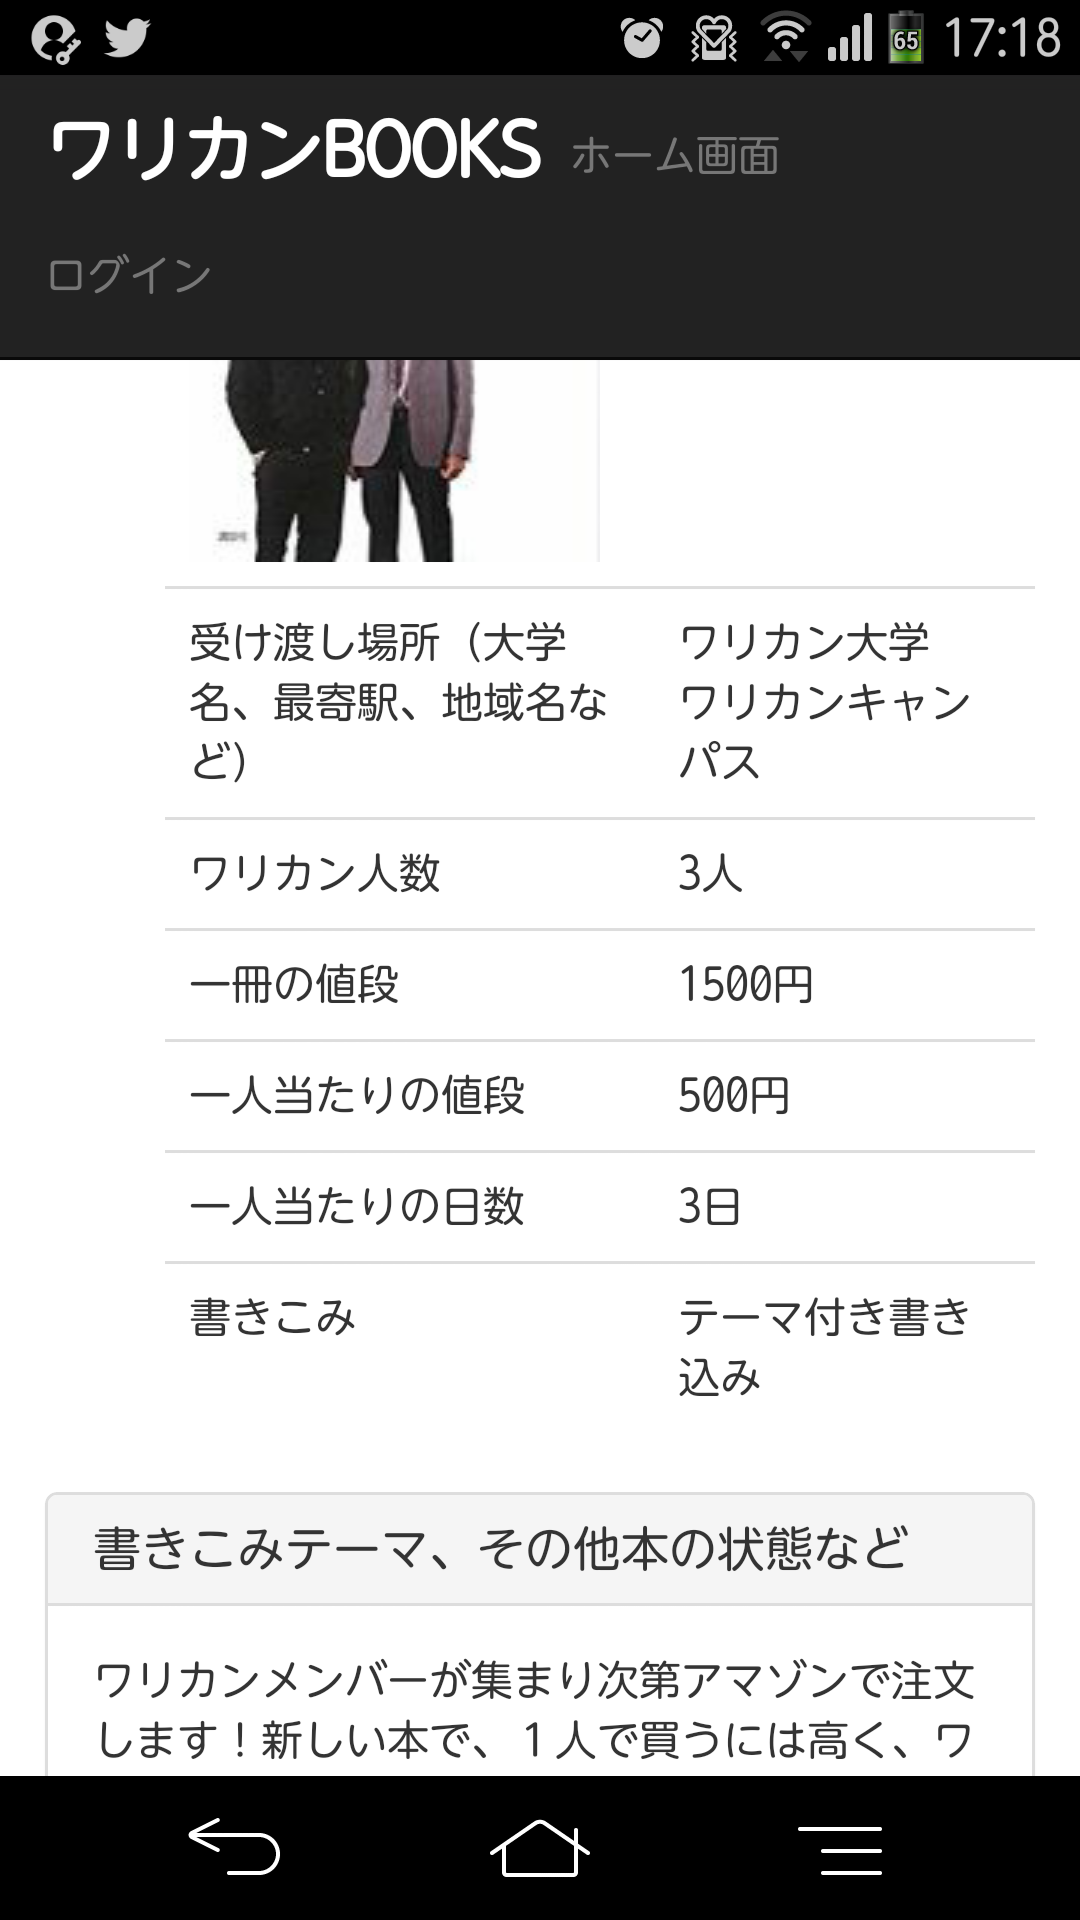 65 17:18
ワリカンBOOKS ホーム画面
ログイン
受け渡し場所（大学 ワリカン大学
名、最寄駅、地域名な ワリカンキャン
ど) パス
ワリカン人数 3人
一冊の値段 1500円
一人当たりの値段 500円
一人当たりの日数 3日
書きこみ テーマ付き書き
込み
書きこみテーマ、その他本の状態など
ワリカンメンバーが集まり次第アマゾンで注文
します！新しい本で、１人で買うには高く、ワ